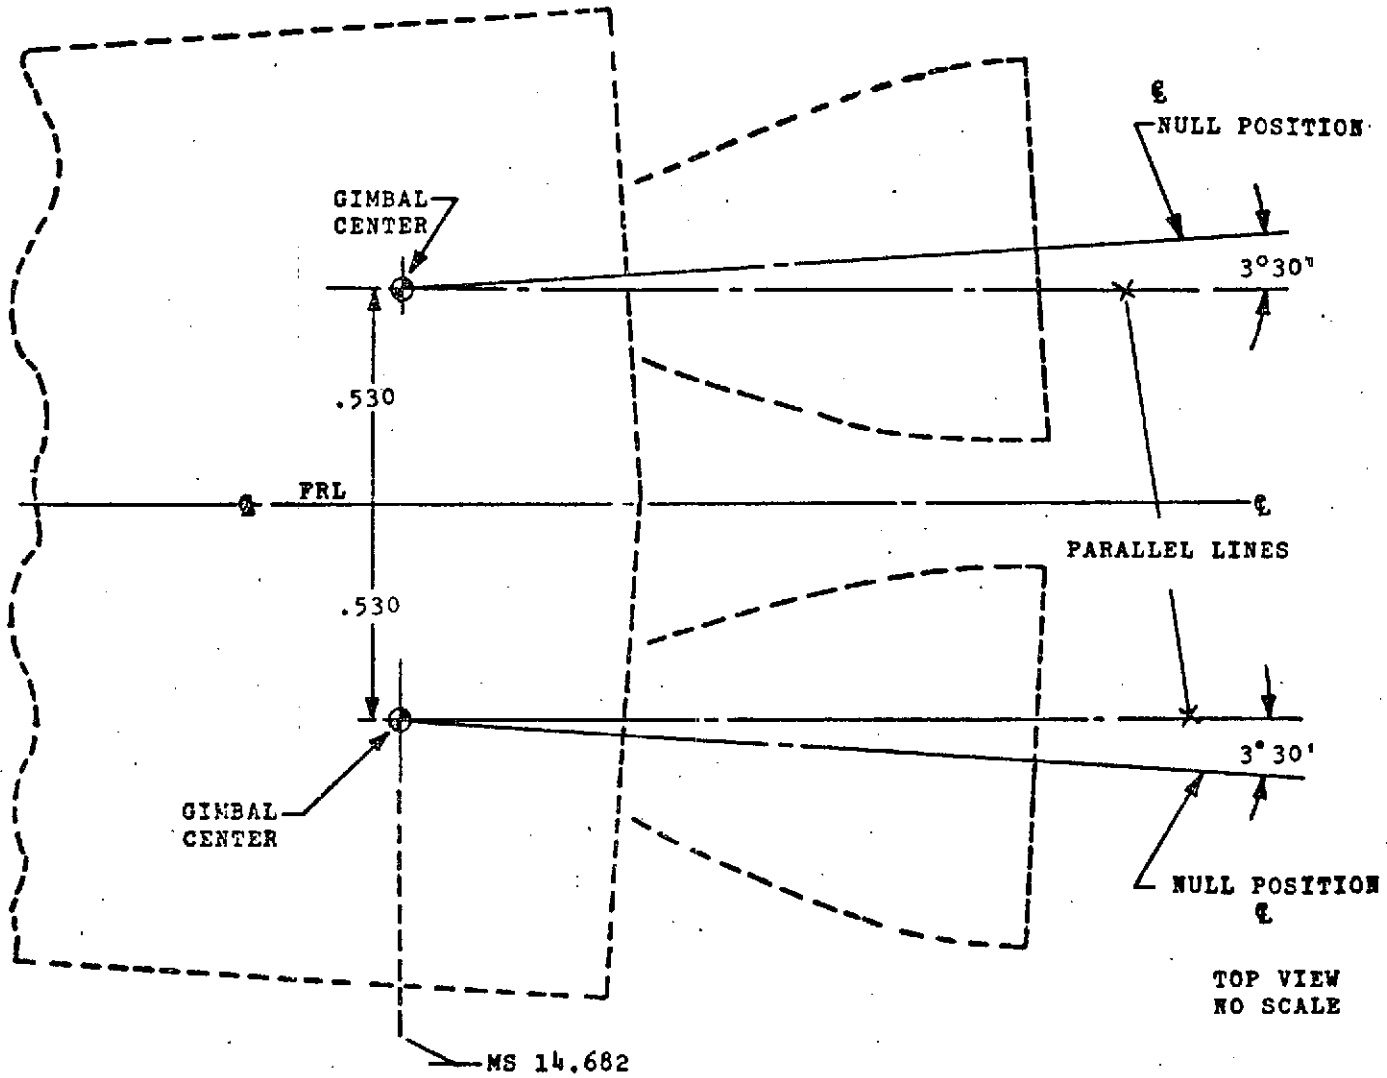 ℄
NULL POSITION
GIMBAL
CENTER
3°30'
.530
℄ FRL ℄
PARALLEL LINES
.530
3°30'
GIMBAL
CENTER
NULL POSITION
℄
TOP VIEW
NO SCALE
MS 14.682